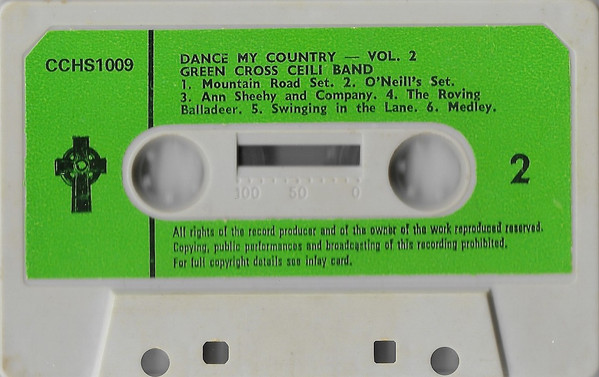 CCHS1009
DANCE MY COUNTRY — VOL. 2
GREEN CROSS CEILI BAND
1. Mountain Road Set. 2. O'Neill's Set.
3. Ann Sheehy and Company. 4. The Roving
Balladeer. 5. Swinging in the Lane. 6. Medley.
100 50 0
2
All rights of the record producer and of the owner of the work reproduced reserved.
Copying, public performances and broadcasting of this recording prohibited.
For full copyright details see inlay card.